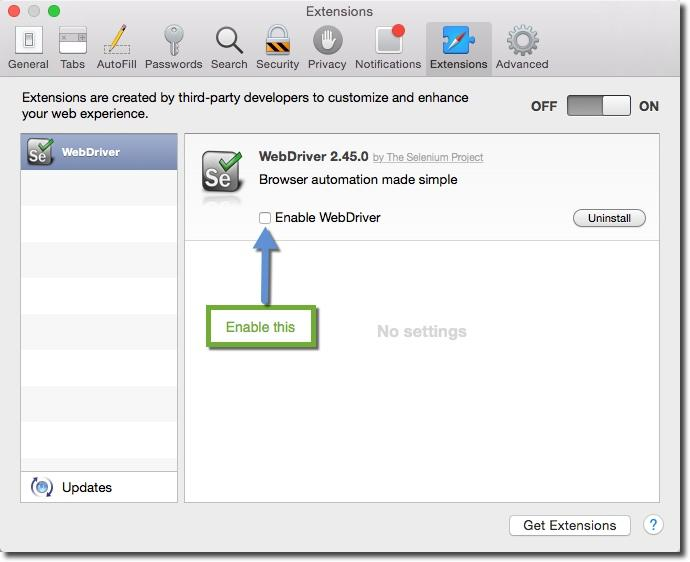 Extensions
General Tabs AutoFill Passwords Search Security Privacy Notifications Extensions Advanced
Extensions are created by third-party developers to customize and enhance
your web experience.
OFF ON
Se WebDriver
Se
WebDriver 2.45.0 by The Selenium Project
Browser automation made simple
Enable WebDriver
Uninstall
Enable this
No settings
Updates
Get Extensions ?